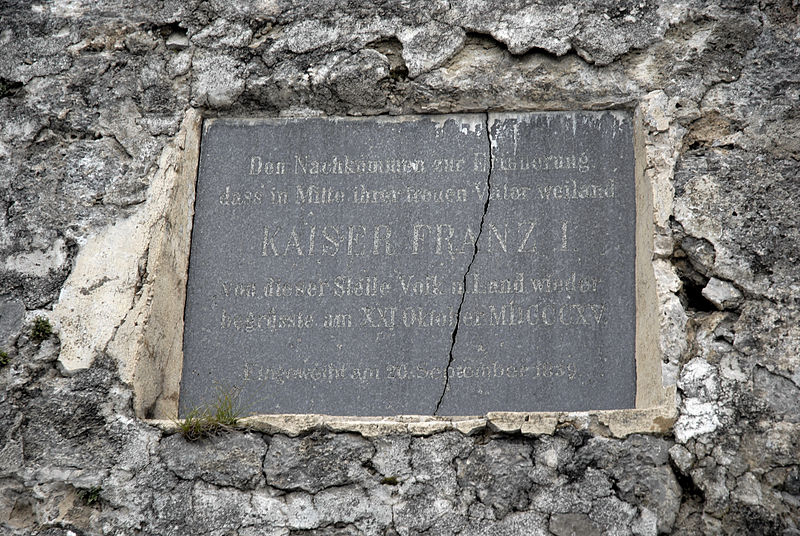 Den Nachkommen zur Erinnerung
dass in Mitte ihrer treuen Väter weiland
KAISER FRANZ I
von dieser Stelle Volk u Land wieder
begrüsste am XXI Oktober MDCCCXV
Eingeweiht am 20 September 1839